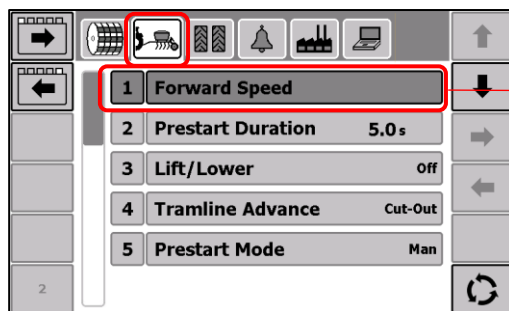 1 Forward Speed
2 Prestart Duration 5.0 s
3 Lift/Lower Off
4 Tramline Advance Cut-Out
5 Prestart Mode Man
2